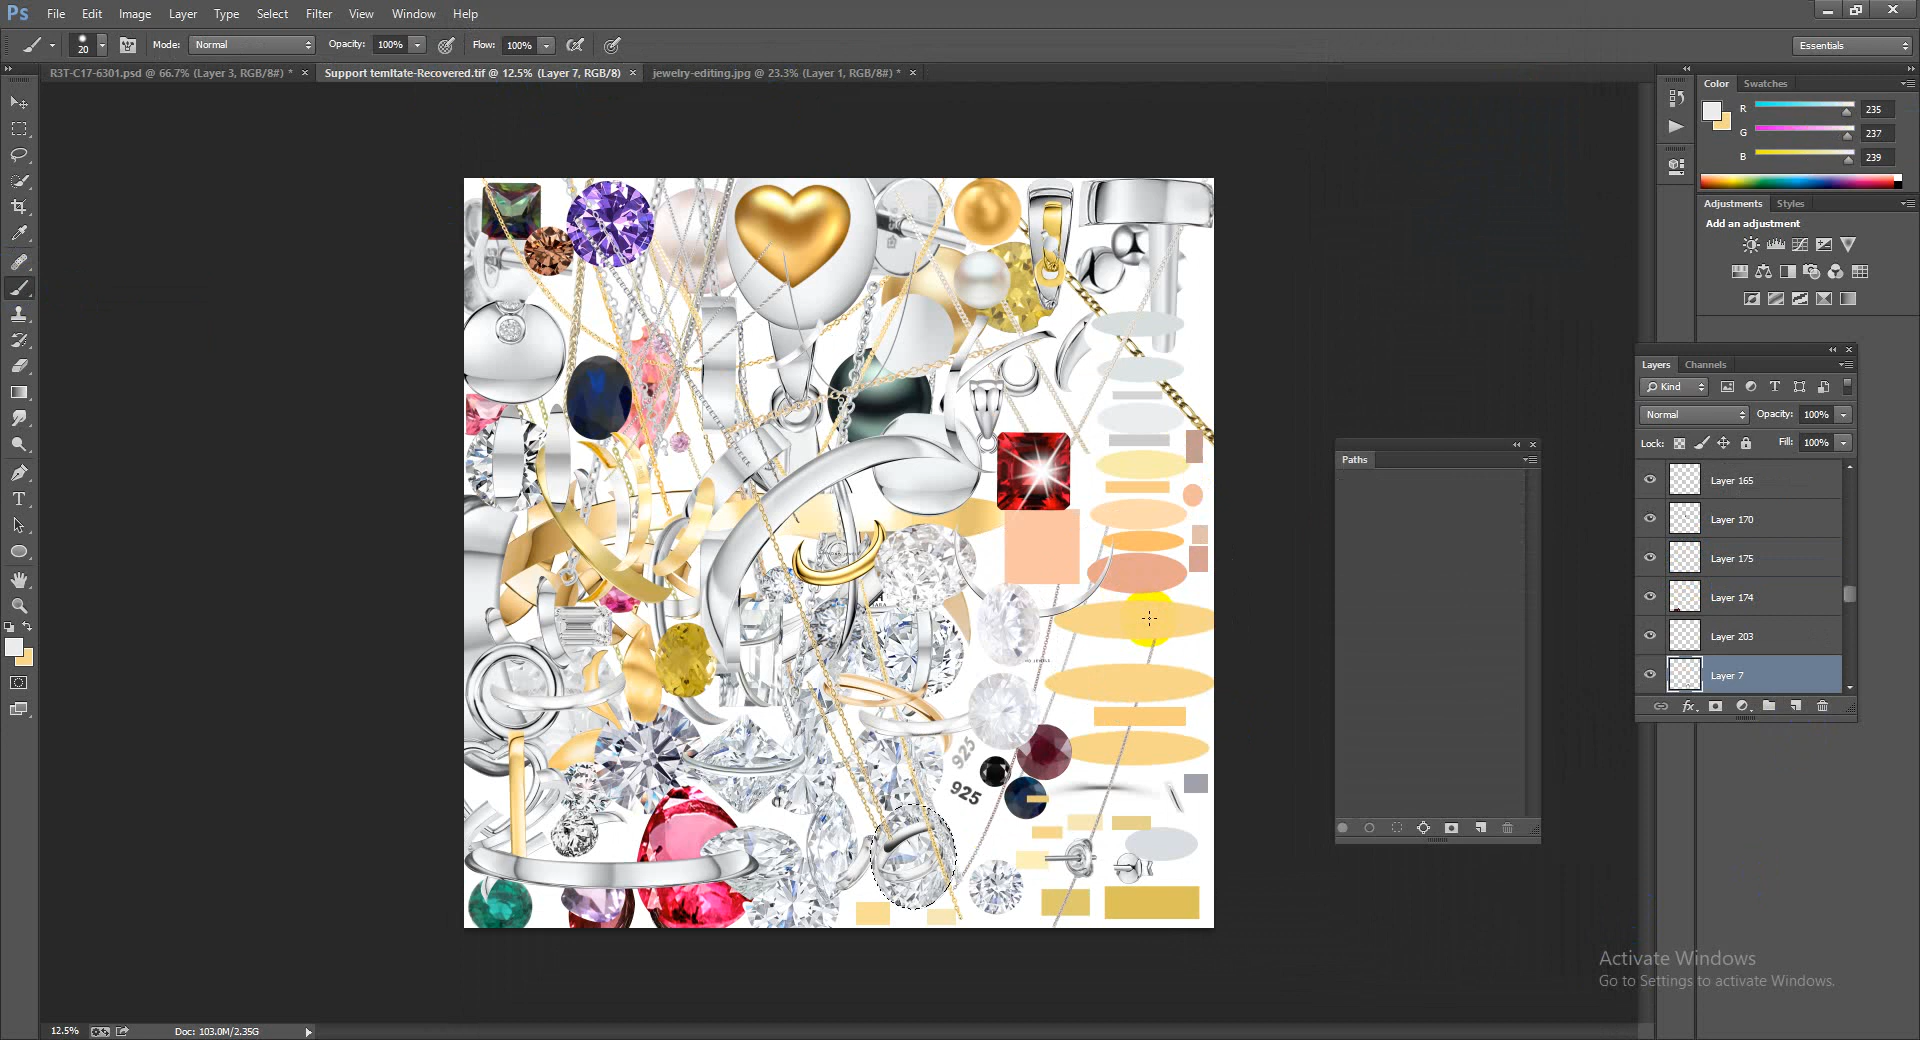 Ps File Edit Image Layer Type Select Filter View Window Help
20 Mode: Normal Opacity: 100% Flow: 100% Essentials
R3T-C17-6301.psd @ 66.7% (Layer 3, RGB/8#) * × Support temltate-Recovered.tif @ 12.5% (Layer 7, RGB/8) × jewelry-editing.jpg @ 23.3% (Layer 1, RGB/8#) * ×
Color Swatches
R 235
G 237
B 239
Adjustments Styles
Add an adjustment
Layers Channels
Kind
Normal Opacity: 100%
Lock: Fill: 100%
Layer 165
Layer 170
Layer 175
Layer 174
Layer 203
Layer 7
Paths
925
925
Activate Windows
Go to Settings to activate Windows.
12.5% Doc: 103.0M/2.35G